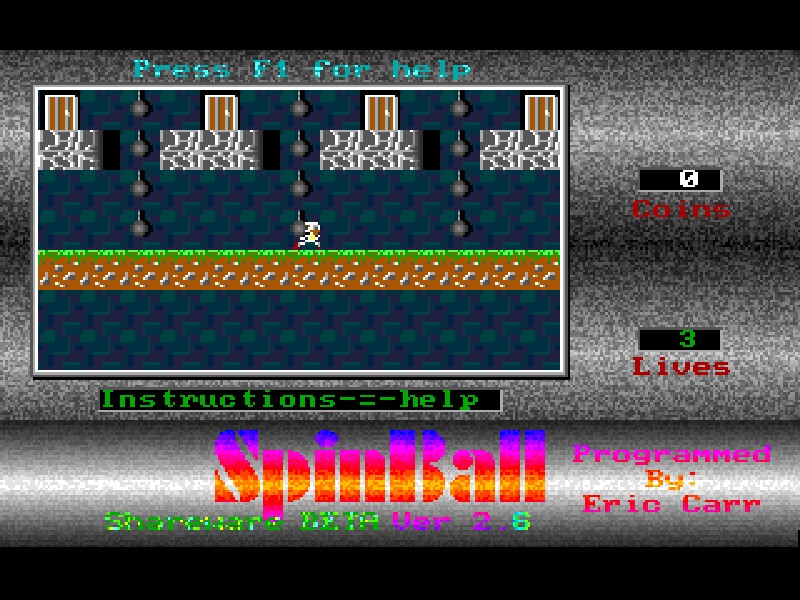 Press F1 for help
0
Coins
3
Lives
Instructions-=-help
SpinBall
Programmed
By:
Eric Carr
Shareware BETA Ver 2.6